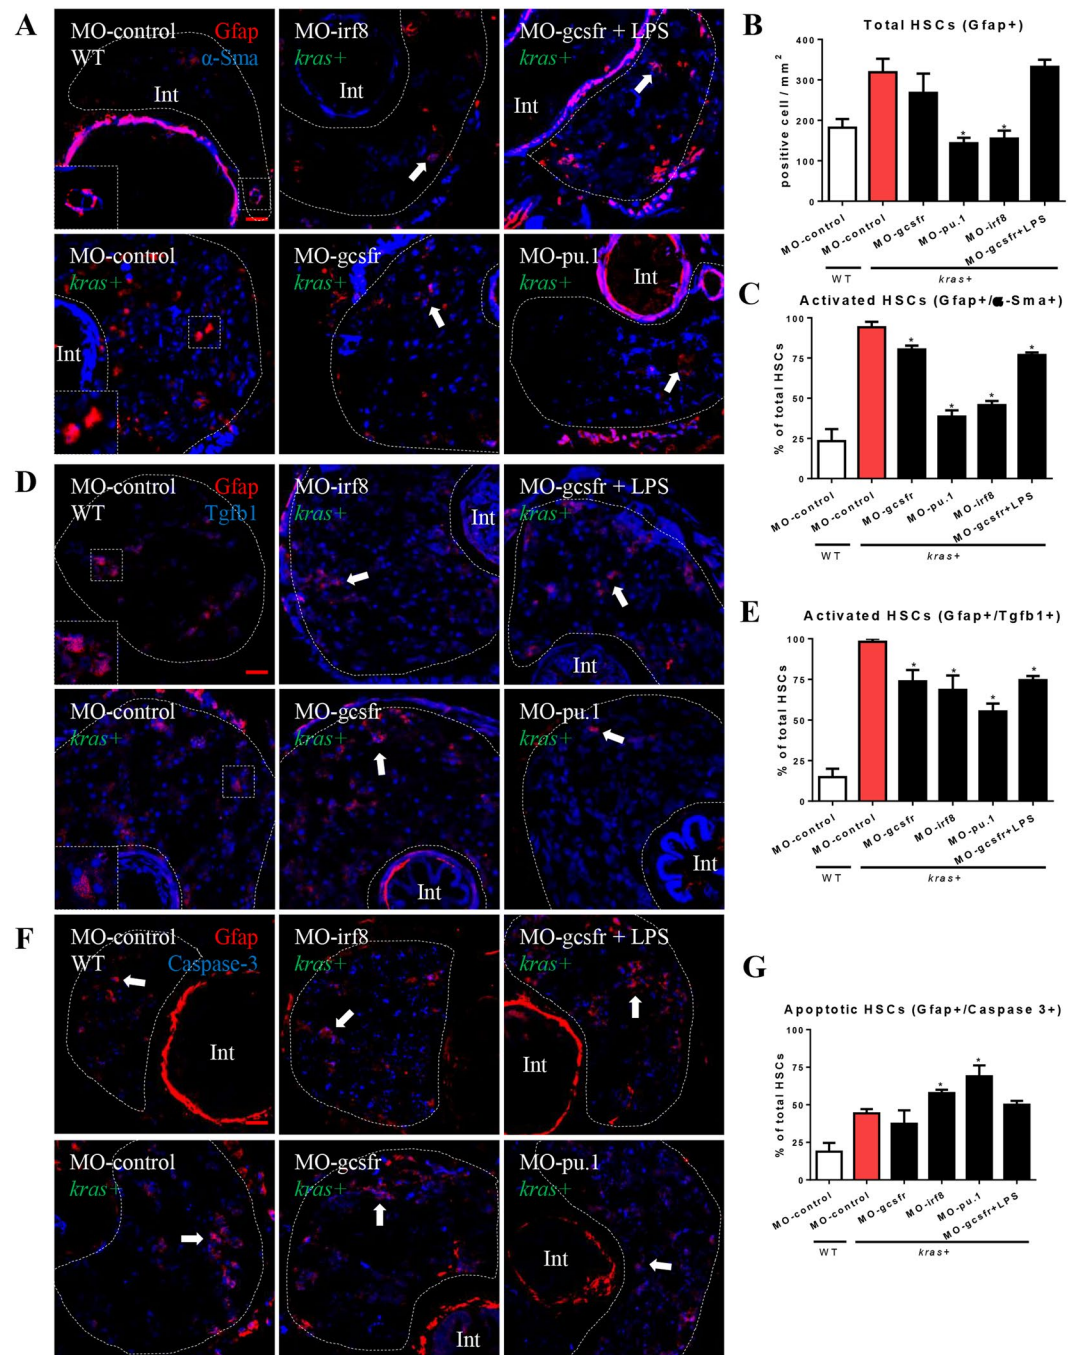 A
MO-control Gfap
WT α-Sma
Int
MO-irf8
kras+
Int
MO-gcsfr + LPS
kras+
Int
MO-control
kras+
Int
MO-gcsfr
kras+
MO-pu.1
kras+
Int
B
Total HSCs (Gfap+)
positive cell / mm²
400
300
200
100
0
MO-control
MO-control
MO-gcsfr
MO-pu.1
MO-irf8
MO-gcsfr+LPS
* *
WT
kras+
C
Activated HSCs (Gfap+/-Sma+)
% of total HSCs
100
75
50
25
0
* * * *
MO-control
MO-control
MO-gcsfr
MO-pu.1
MO-irf8
MO-gcsfr+LPS
WT
kras+
D
MO-control Gfap
WT Tgfb1
MO-irf8
kras+
Int
MO-gcsfr + LPS
kras+
Int
MO-control
kras+
MO-gcsfr
kras+
Int
MO-pu.1
kras+
Int
E
Activated HSCs (Gfap+/Tgfb1+)
% of total HSCs
100
75
50
25
0
* * * *
MO-control
MO-control
MO-gcsfr
MO-irf8
MO-pu.1
MO-gcsfr+LPS
WT
kras+
F
MO-control Gfap
WT Caspase-3
Int
MO-irf8
kras+
MO-gcsfr + LPS
kras+
Int
MO-control
kras+
MO-gcsfr
kras+
Int
MO-pu.1
kras+
Int
G
Apoptotic HSCs (Gfap+/Caspase 3+)
% of total HSCs
100
75
50
25
0
* *
MO-control
MO-control
MO-gcsfr
MO-irf8
MO-pu.1
MO-gcsfr+LPS
WT
kras+